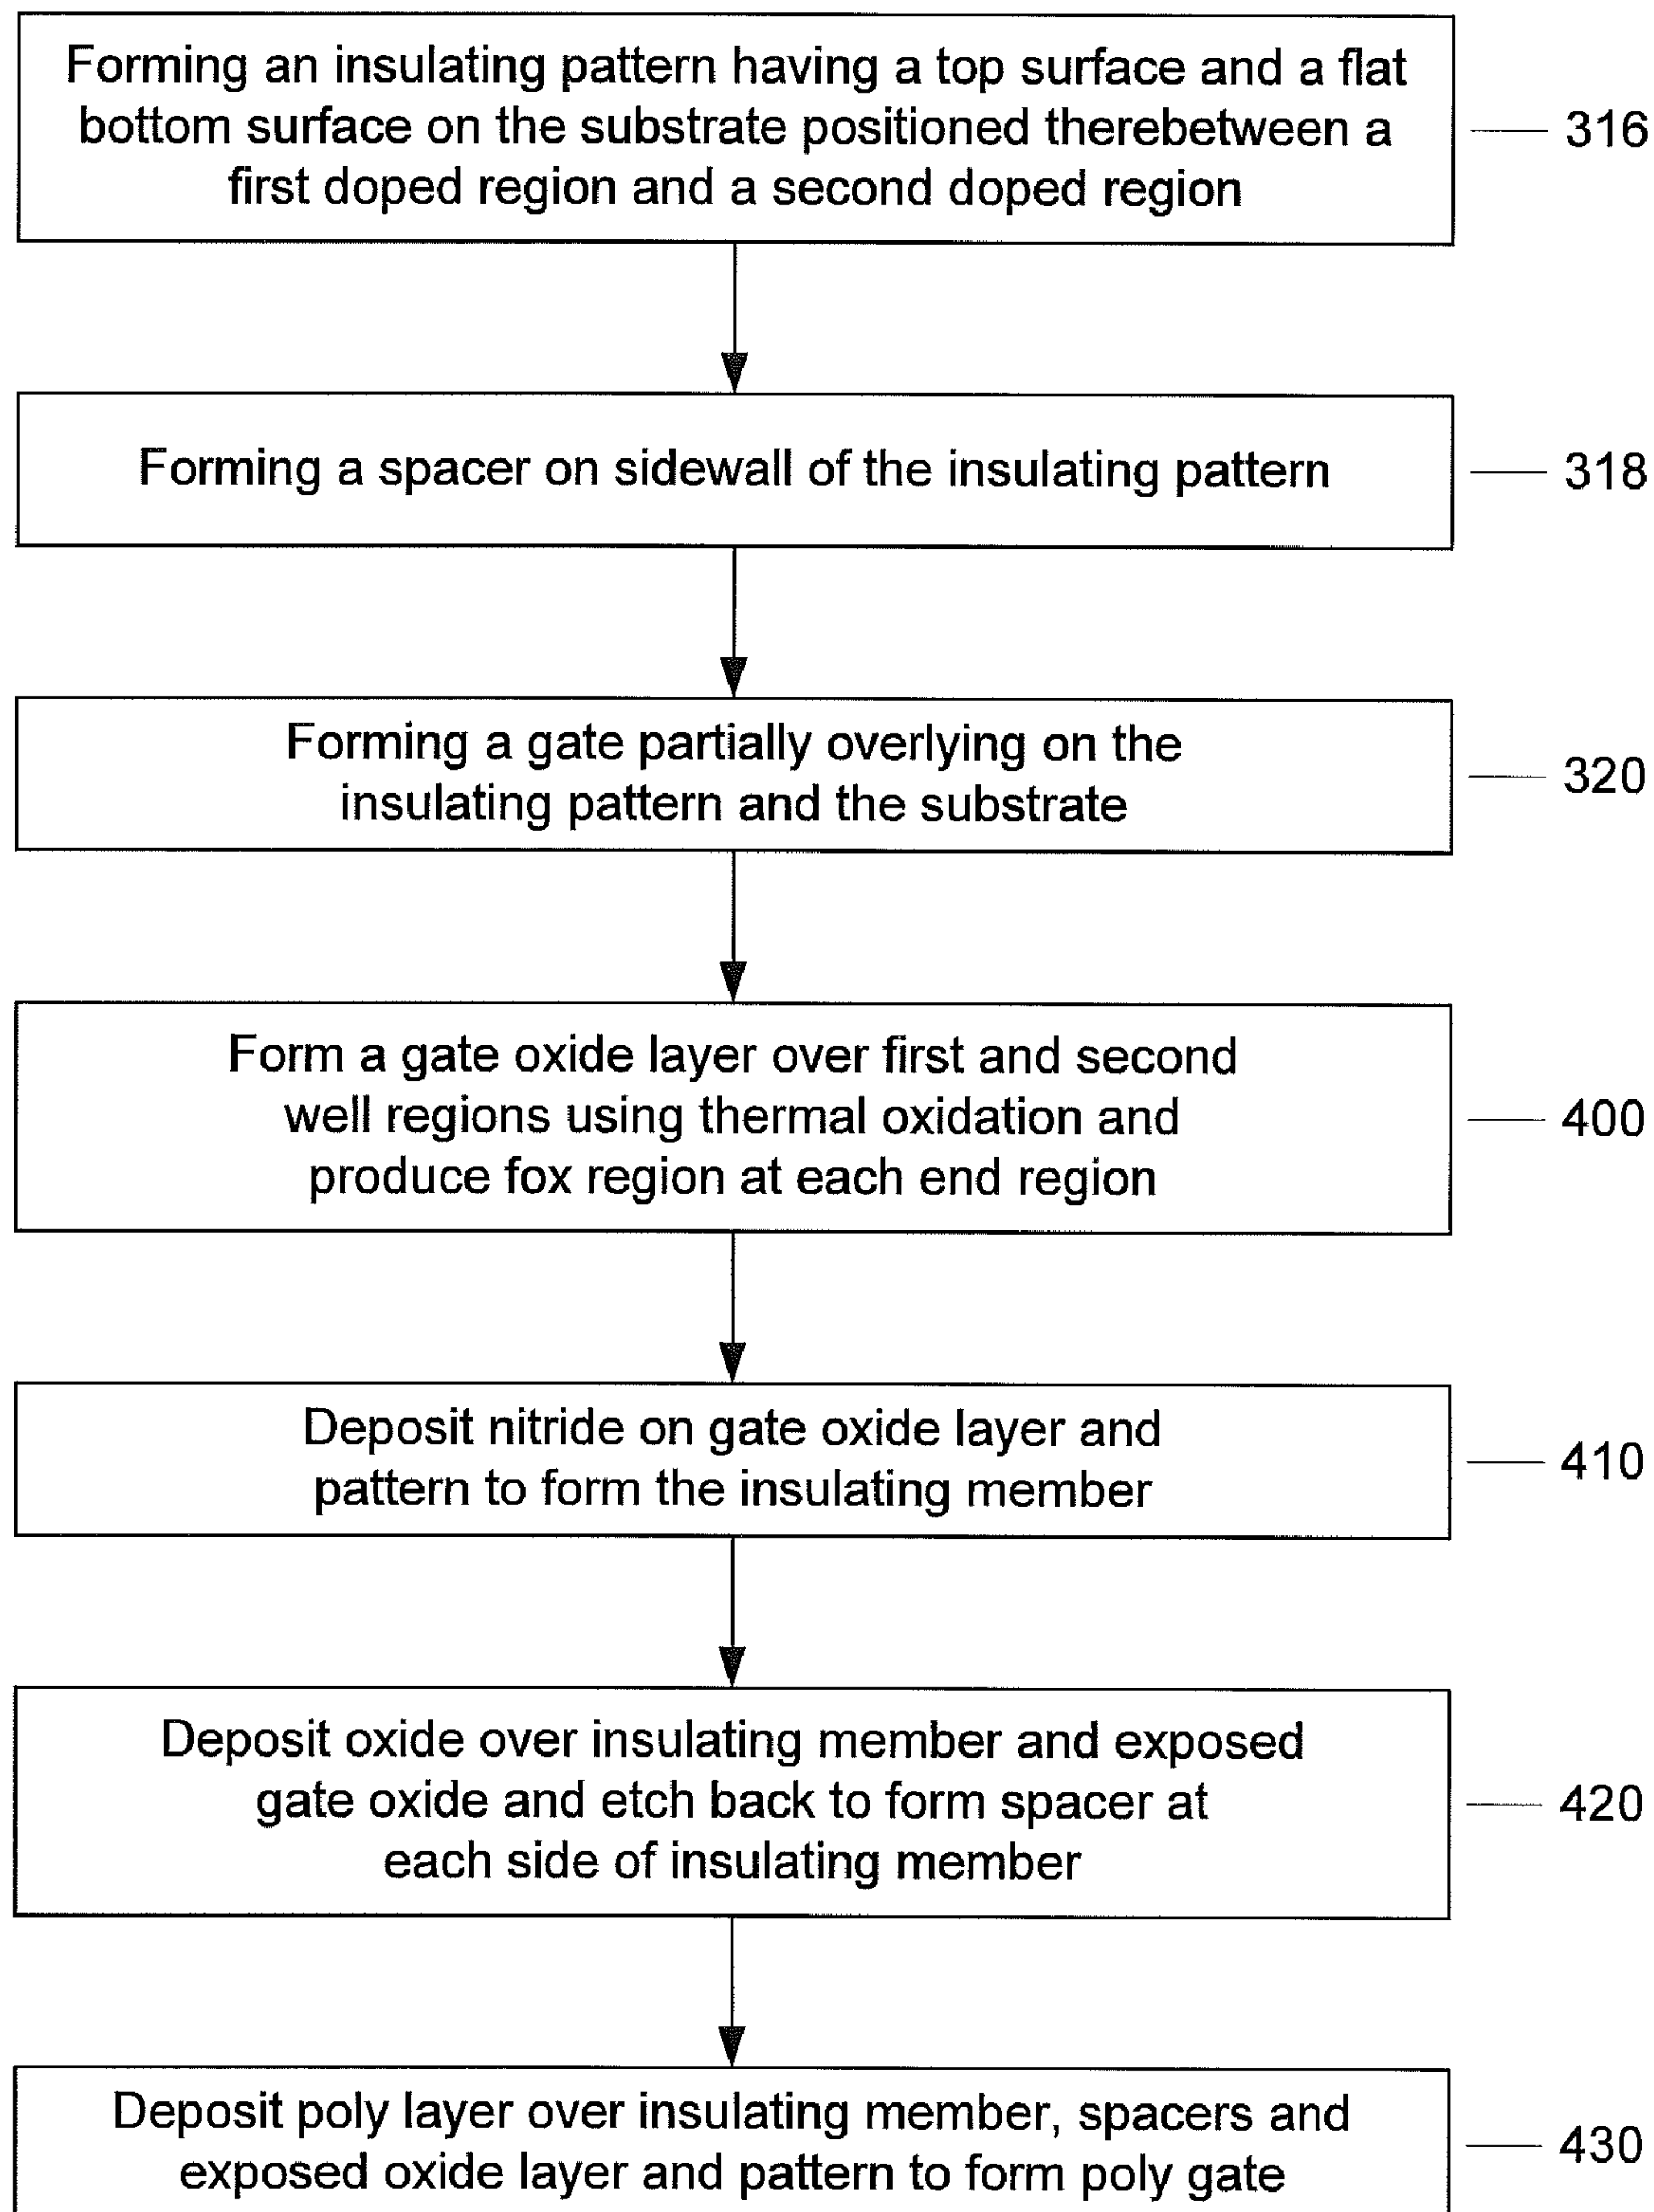 Forming an insulating pattern having a top surface and a flat
bottom surface on the substrate positioned therebetween a
first doped region and a second doped region
316
Forming a spacer on sidewall of the insulating pattern
318
Forming a gate partially overlying on the
insulating pattern and the substrate
320
Form a gate oxide layer over first and second
well regions using thermal oxidation and
produce fox region at each end region
400
Deposit nitride on gate oxide layer and
pattern to form the insulating member
410
Deposit oxide over insulating member and exposed
gate oxide and etch back to form spacer at
each side of insulating member
420
Deposit poly layer over insulating member, spacers and
exposed oxide layer and pattern to form poly gate
430